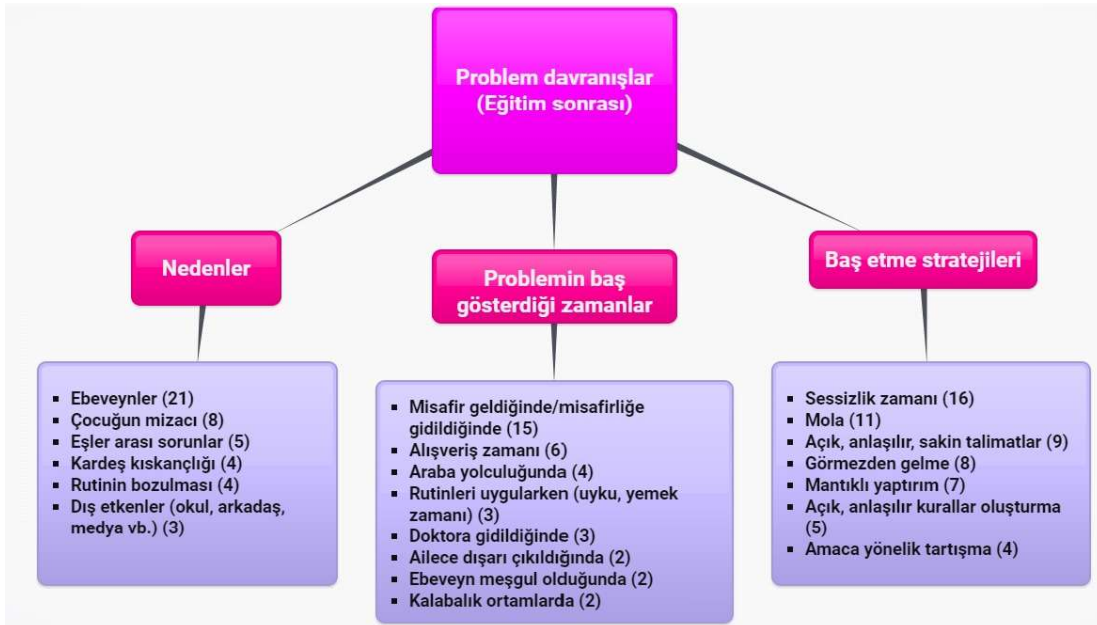 Problem davranışlar
(Eğitim sonrası)
Nedenler
Problemin baş
gösterdiği zamanlar
Baş etme stratejileri
▪ Ebeveynler (21)
▪ Çocuğun mizacı (8)
▪ Eşler arası sorunlar (5)
▪ Kardeş kıskançlığı (4)
▪ Rutinin bozulması (4)
▪ Dış etkenler (okul, arkadaş,
medya vb.) (3)
▪ Misafir geldiğinde/misafirliğe
gidildiğinde (15)
▪ Alışveriş zamanı (6)
▪ Araba yolculuğunda (4)
▪ Rutinleri uygularken (uyku, yemek
zamanı) (3)
▪ Doktora gidildiğinde (3)
▪ Ailece dışarı çıkıldığında (2)
▪ Ebeveyn meşgul olduğunda (2)
▪ Kalabalık ortamlarda (2)
▪ Sessizlik zamanı (16)
▪ Mola (11)
▪ Açık, anlaşılır, sakin talimatlar (9)
▪ Görmezden gelme (8)
▪ Mantıklı yaptırım (7)
▪ Açık, anlaşılır kurallar oluşturma
(5)
▪ Amaca yönelik tartışma (4)